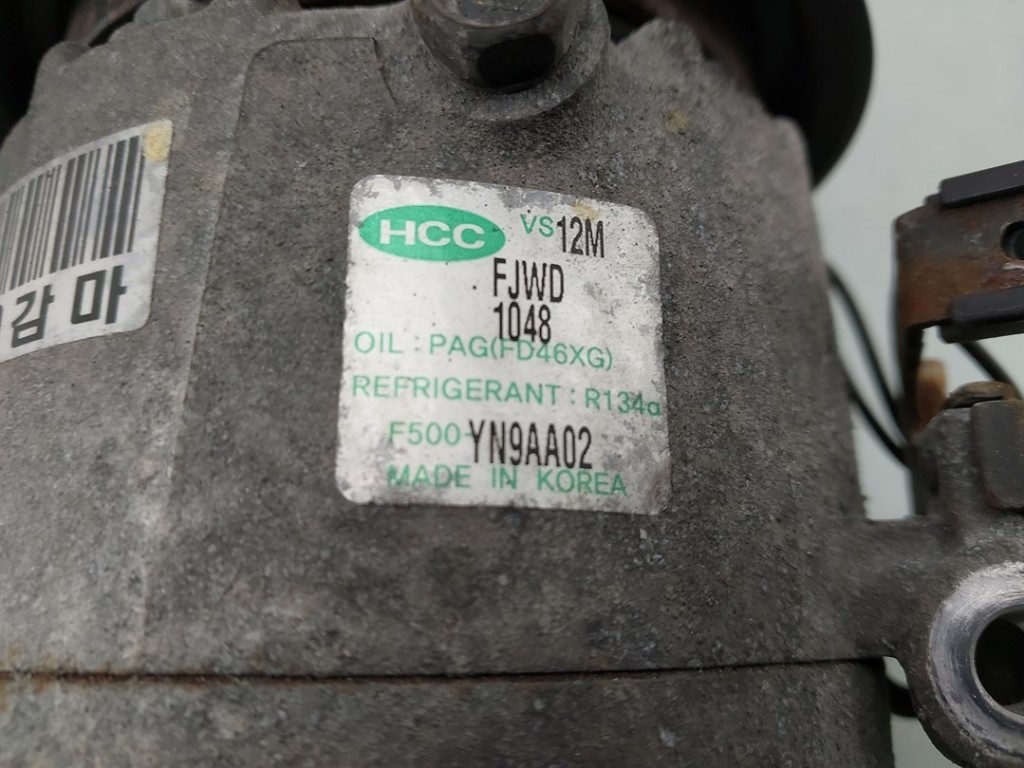 HCC VS12M
FJWD
1048
OIL : PAG(FD46XG)
REFRIGERANT : R134a
F500-YN9AA02
MADE IN KOREA
감마